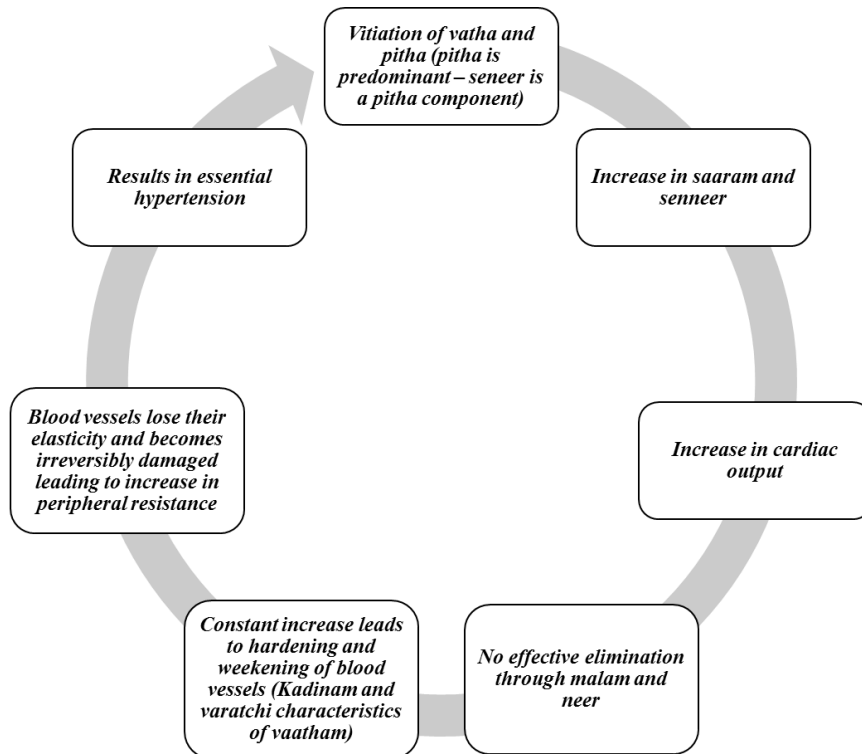 Vitiation of vatha and
pitha (pitha is
predominant – seneer is
a pitha component)
Increase in saaram and
senneer
Increase in cardiac
output
No effective elimination
through malam and
neer
Constant increase leads
to hardening and
weekening of blood
vessels (Kadinam and
varatchi characteristics
of vaatham)
Blood vessels lose their
elasticity and becomes
irreversibly damaged
leading to increase in
peripheral resistance
Results in essential
hypertension